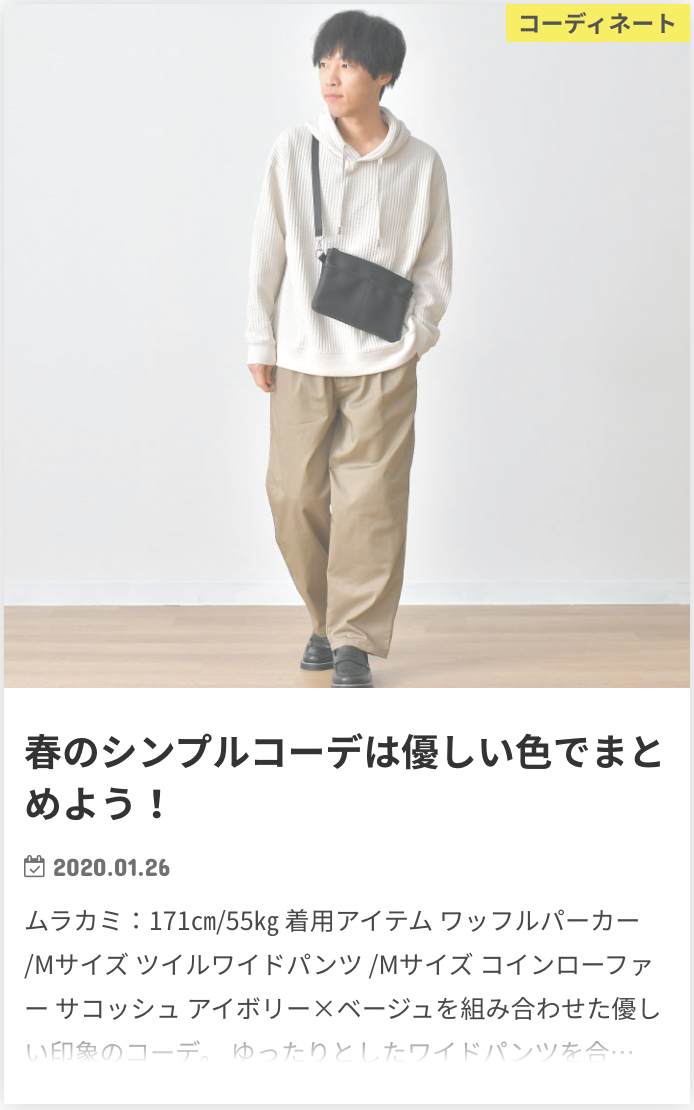 コーディネート
春のシンプルコーデは優しい色でまと
めよう！
2020.01.26
ムラカミ：171㎝/55㎏ 着用アイテム ワッフルパーカー
/Mサイズ ツイルワイドパンツ /Mサイズ コインローファ
ー サコッシュ アイボリー×ベージュを組み合わせた優し
い印象のコーデ。 ゆったりとしたワイドパンツを合…